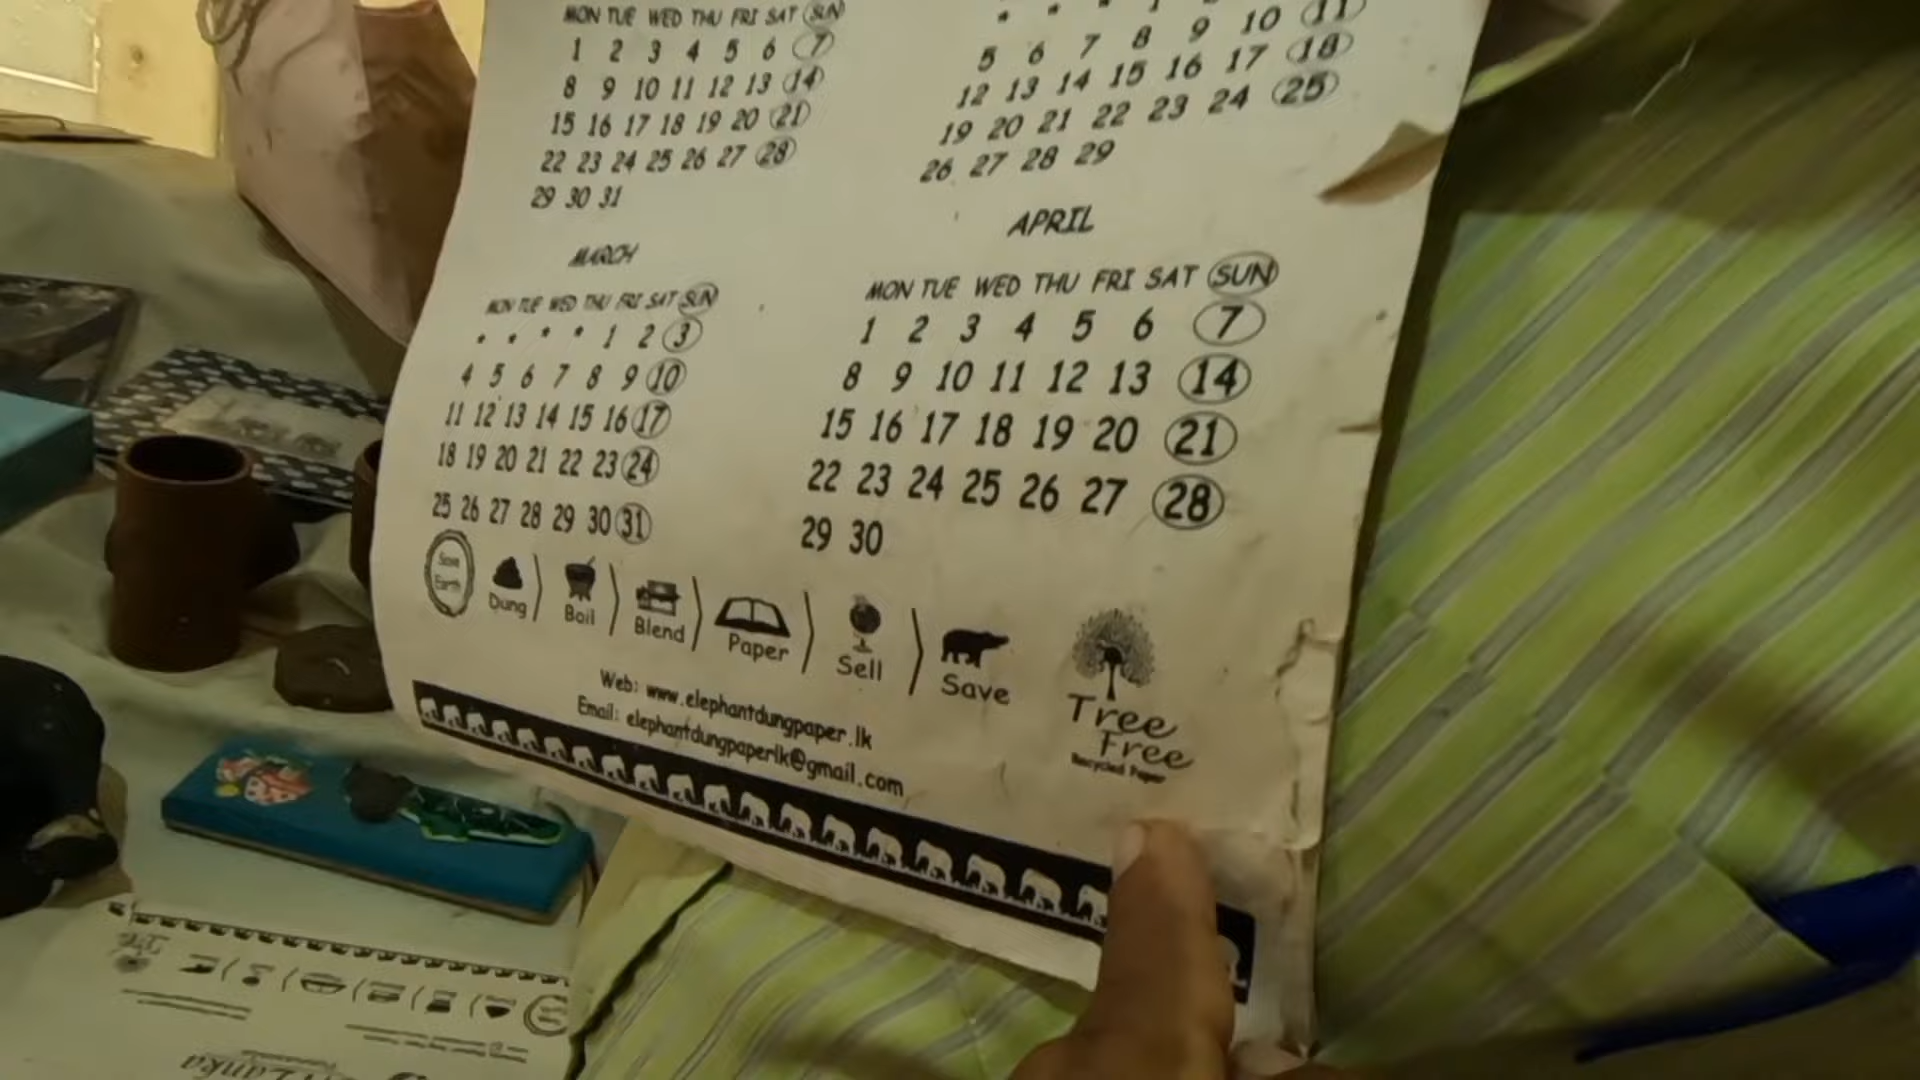 MON TUE WED THU FRI SAT SUN
1 2 3 4 5 6 7
8 9 10 11 12 13 14
15 16 17 18 19 20 21
22 23 24 25 26 27 28
29 30 31
* * * 1
5 6 7 8 9 10 11
12 13 14 15 16 17 18
19 20 21 22 23 24 25
26 27 28 29
MARCH
MON TUE WED THU FRI SAT SUN
* * * * 1 2 3
4 5 6 7 8 9 10
11 12 13 14 15 16 17
18 19 20 21 22 23 24
25 26 27 28 29 30 31
APRIL
MON TUE WED THU FRI SAT SUN
1 2 3 4 5 6 7
8 9 10 11 12 13 14
15 16 17 18 19 20 21
22 23 24 25 26 27 28
29 30
Save
Earth
Dung
Boil
Blend
Paper
Sell
Save
Tree
Free
Recycled Paper
Web: www.elephantdungpaper.lk
Email: elephantdungpaperlk@gmail.com
Lanka